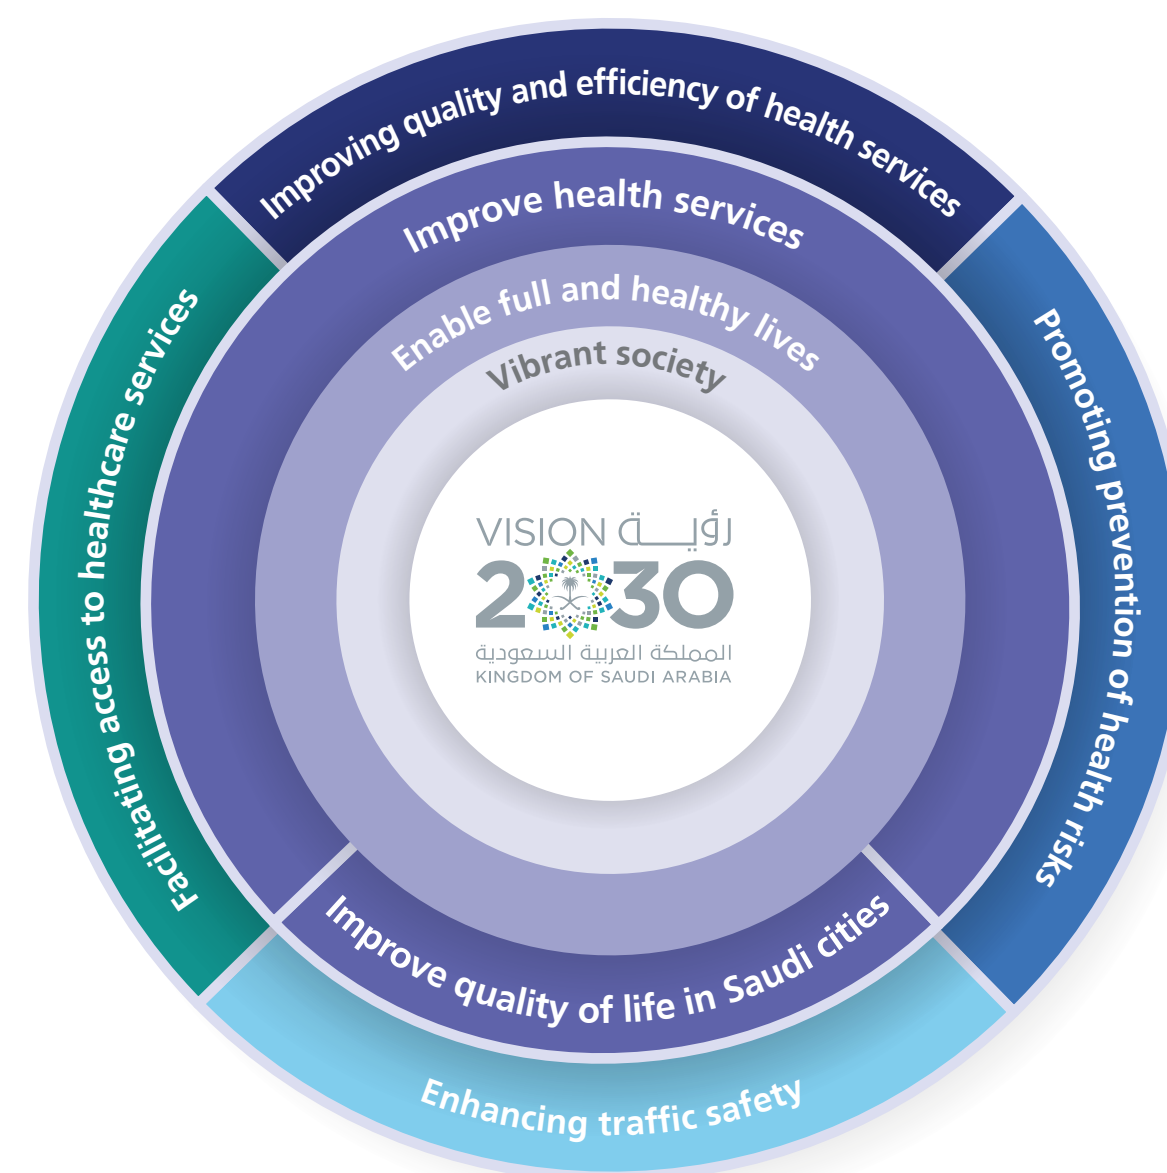 Improving quality and efficiency of health services
Improve health services
Enable full and healthy lives
Vibrant society
Facilitating access to healthcare services
Promoting prevention of health risks
VISION رؤيـــة
2030
المملكة العربية السعودية
KINGDOM OF SAUDI ARABIA
Improve quality of life in Saudi cities
Enhancing traffic safety